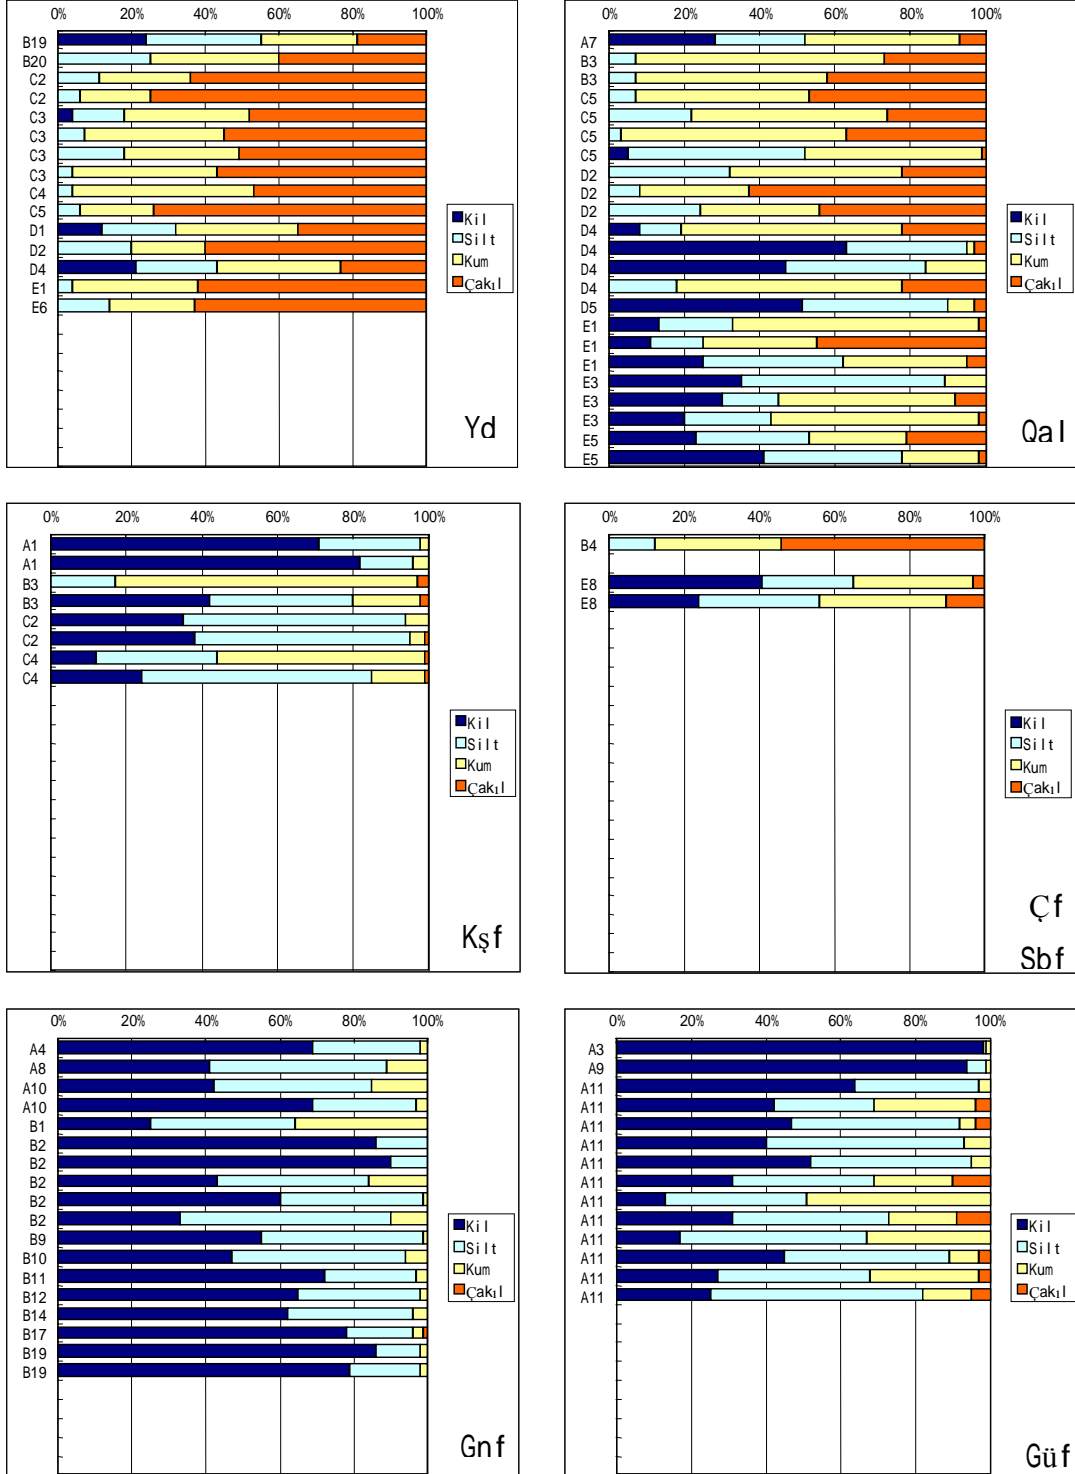 0% 20% 40% 60% 80% 100%
B19
B20
C2
C2
C3
C3
C3
C3
C4
C5
D1
D2
D4
E1
E6
Kil
Silt
Kum
Çakıl
Yd
0% 20% 40% 60% 80% 100%
A7
B3
B3
C5
C5
C5
C5
D2
D2
D2
D4
D4
D4
D4
D5
E1
E1
E1
E3
E3
E3
E5
E5
Kil
Silt
Kum
Çakıl
Qal
0% 20% 40% 60% 80% 100%
A1
A1
B3
B3
C2
C2
C4
C4
Kil
Silt
Kum
Çakıl
Kşf
0% 20% 40% 60% 80% 100%
B4
E8
E8
Kil
Silt
Kum
Çakıl
Çf
Sbf
0% 20% 40% 60% 80% 100%
A4
A8
A10
A10
B1
B2
B2
B2
B2
B2
B9
B10
B11
B12
B14
B17
B19
B19
Kil
Silt
Kum
Çakıl
Gnf
0% 20% 40% 60% 80% 100%
A3
A9
A11
A11
A11
A11
A11
A11
A11
A11
A11
A11
A11
A11
Kil
Silt
Kum
Çakıl
Güf